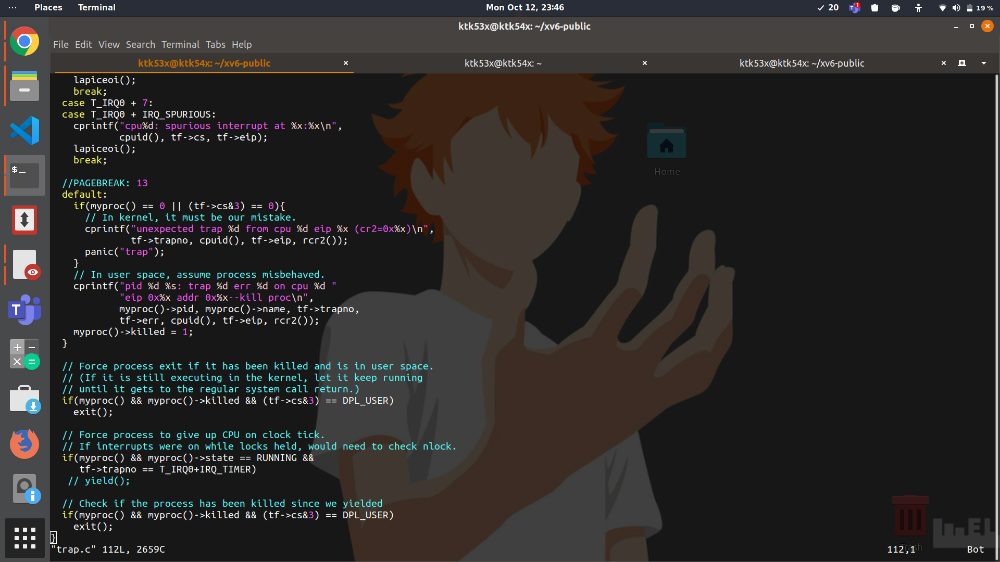 Places
Terminal
Mon Oct 12, 23:46
20
1
19 %
ktk53x@ktk54x: ~/xv6-public
File Edit View Search Terminal Tabs Help
ktk53x@ktk54x: ~/xv6-public
ktk53x@ktk54x: ~
ktk53x@ktk54x: ~/xv6-public
    lapiceoi();
    break;
  case T_IRQ0 + 7:
  case T_IRQ0 + IRQ_SPURIOUS:
    cprintf("cpu%d: spurious interrupt at %x:%x\n",
            cpuid(), tf->cs, tf->eip);
    lapiceoi();
    break;
  //PAGEBREAK: 13
  default:
    if(myproc() == 0 || (tf->cs&3) == 0){
      // In kernel, it must be our mistake.
      cprintf("unexpected trap %d from cpu %d eip %x (cr2=0x%x)\n",
              tf->trapno, cpuid(), tf->eip, rcr2());
      panic("trap");
    }
    // In user space, assume process misbehaved.
    cprintf("pid %d %s: trap %d err %d on cpu %d "
            "eip 0x%x addr 0x%x--kill proc\n",
            myproc()->pid, myproc()->name, tf->trapno,
            tf->err, cpuid(), tf->eip, rcr2());
    myproc()->killed = 1;
  }
  // Force process exit if it has been killed and is in user space.
  // (If it is still executing in the kernel, let it keep running
  // until it gets to the regular system call return.)
  if(myproc() && myproc()->killed && (tf->cs&3) == DPL_USER)
    exit();
  // Force process to give up CPU on clock tick.
  // If interrupts were on while locks held, would need to check nlock.
  if(myproc() && myproc()->state == RUNNING &&
     tf->trapno == T_IRQ0+IRQ_TIMER)
   // yield();
  // Check if the process has been killed since we yielded
  if(myproc() && myproc()->killed && (tf->cs&3) == DPL_USER)
    exit();
}
"trap.c" 112L, 2659C
112,1
Bot
Home
Trash
$ _
T